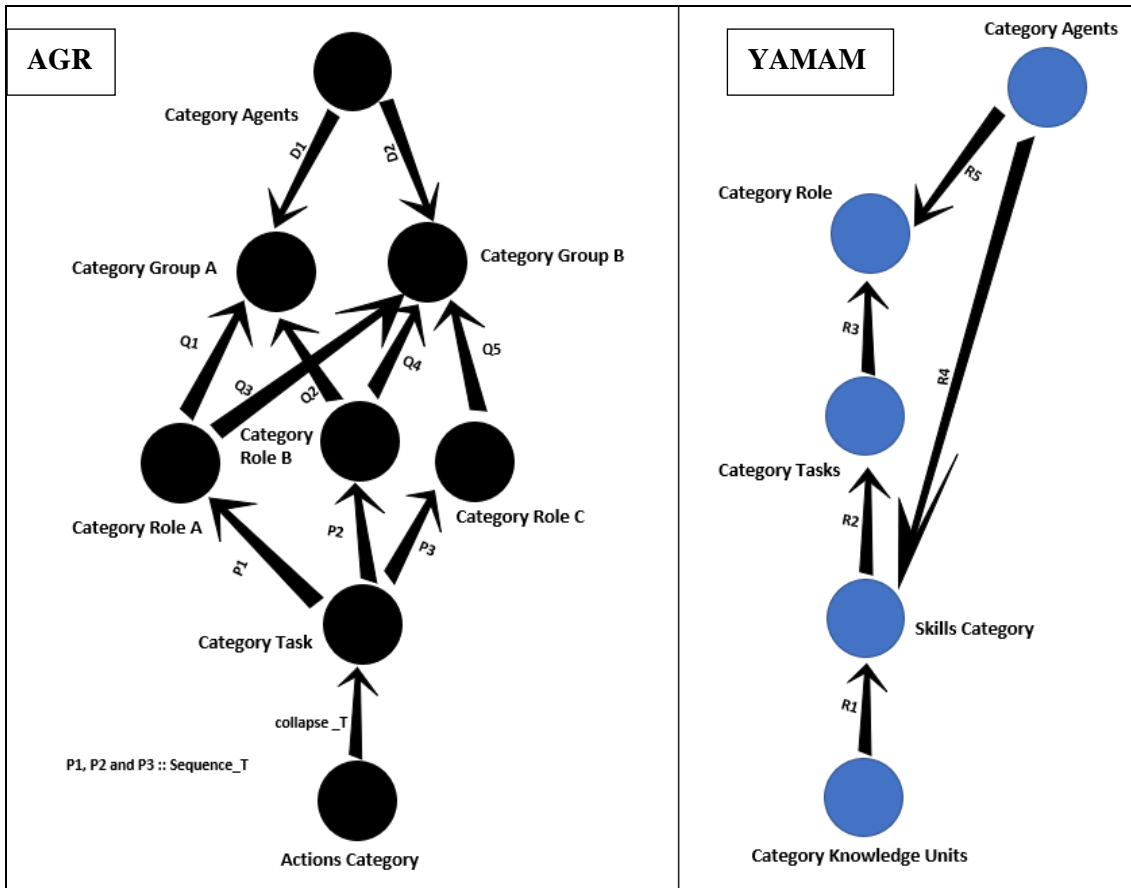 AGR
Category Agents
D1
D2
Category Group A
Category Group B
Q1
Q3
Q2
Q4
Q5
Category
Role B
Category Role A
Category Role C
P1
P2
P3
Category Task
collapse _T
P1, P2 and P3 :: Sequence_T
Actions Category
YAMAM
Category Agents
R5
Category Role
R3
R4
Category Tasks
R2
Skills Category
R1
Category Knowledge Units